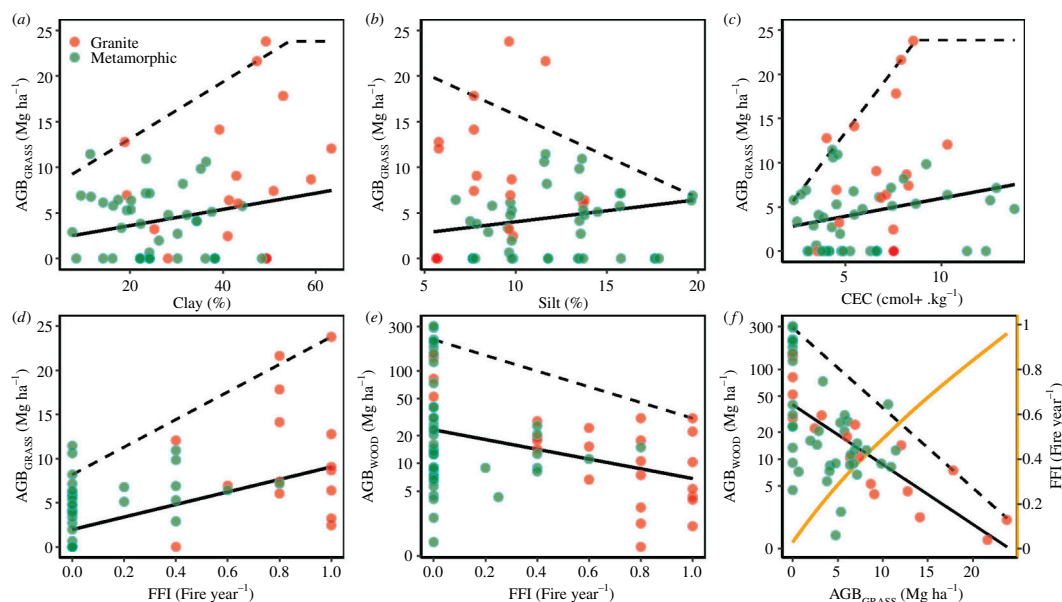 (a)
AGB_GRASS (Mg ha⁻¹)
25
20
15
10
5
0
Granite
Metamorphic
20 40 60
Clay (%)
(b)
AGB_GRASS (Mg ha⁻¹)
25
20
15
10
5
0
5 10 15 20
Silt (%)
(c)
AGB_GRASS (Mg ha⁻¹)
25
20
15
10
5
0
5 10
CEC (cmol+ .kg⁻¹)
(d)
AGB_GRASS (Mg ha⁻¹)
25
20
15
10
5
0
0.0 0.2 0.4 0.6 0.8 1.0
FFI (Fire year⁻¹)
(e)
AGB_WOOD (Mg ha⁻¹)
300
100
50
20
10
5
0
0.0 0.2 0.4 0.6 0.8 1.0
FFI (Fire year⁻¹)
(f)
AGB_WOOD (Mg ha⁻¹)
300
100
50
20
10
5
0
0 5 10 15 20
AGB_GRASS (Mg ha⁻¹)
1
0.8
0.6
0.4
0.2
0
FFI (Fire year⁻¹)